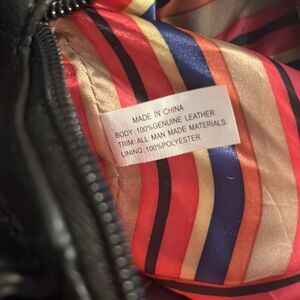 MADE IN CHINA
BODY:100%GENUINE LEATHER
TRIM:ALL MAN MADE MATERIALS
LINING:100%POLYESTER